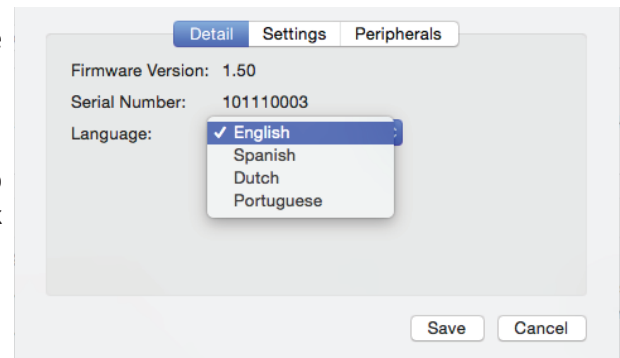 Detail Settings Peripherals
Firmware Version: 1.50
Serial Number: 101110003
Language:
✓ English
Spanish
Dutch
Portuguese
Save Cancel